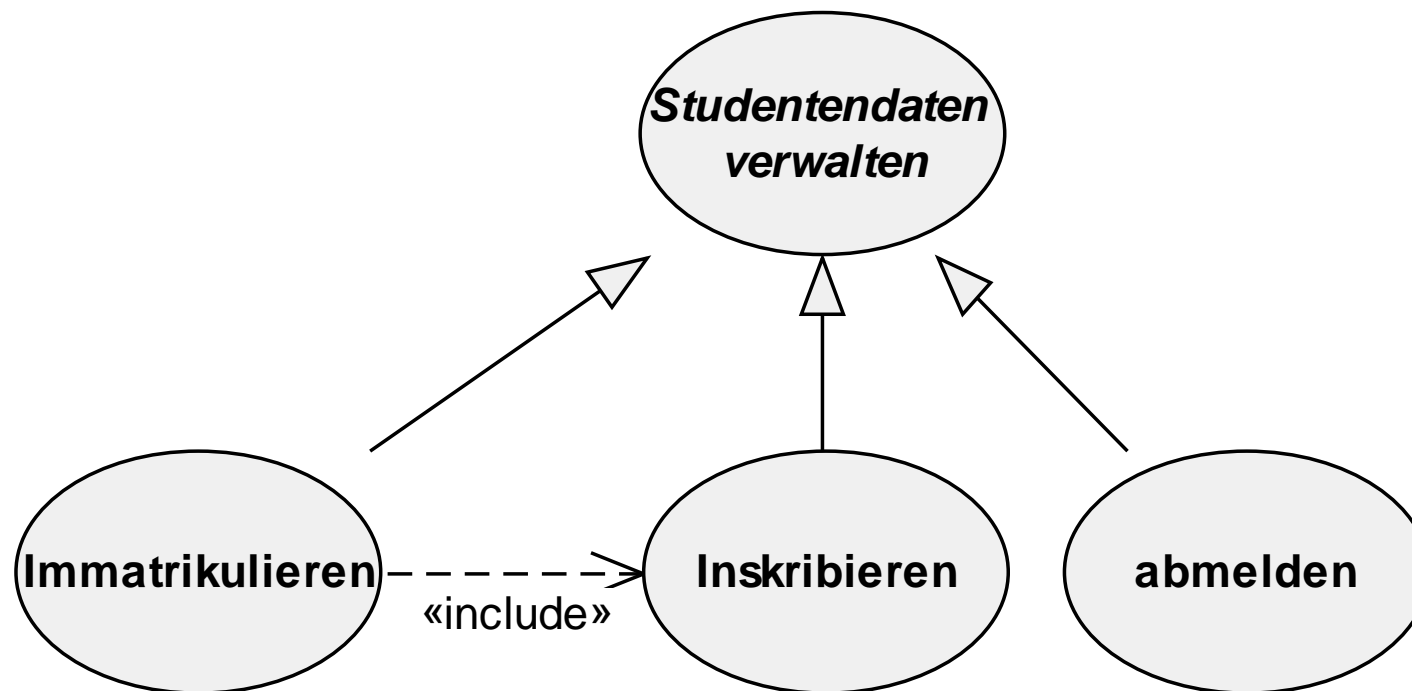 Studentendaten
verwalten
Immatrikulieren
«include»
Inskribieren
abmelden